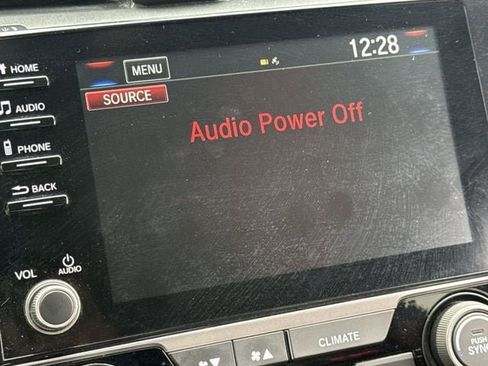 12:28
HOME
MENU
SOURCE
AUDIO
Audio Power Off
PHONE
BACK
VOL
AUDIO
CLIMATE
PUSH
SYNC